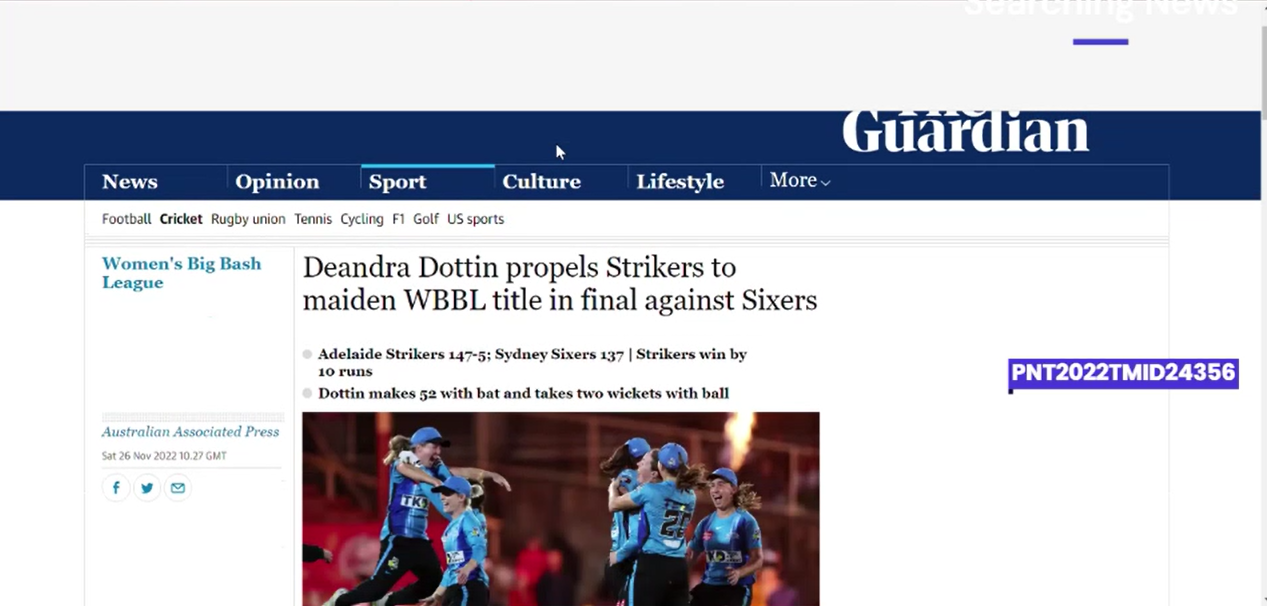 Searching News
The
Guardian
News Opinion Sport Culture Lifestyle More
Football Cricket Rugby union Tennis Cycling F1 Golf US sports
Women's Big Bash
League
Deandra Dottin propels Strikers to
maiden WBBL title in final against Sixers
Adelaide Strikers 147-5; Sydney Sixers 137 | Strikers win by
10 runs
Dottin makes 52 with bat and takes two wickets with ball
PNT2022TMID24356
Australian Associated Press
Sat 26 Nov 2022 10.27 GMT
TK